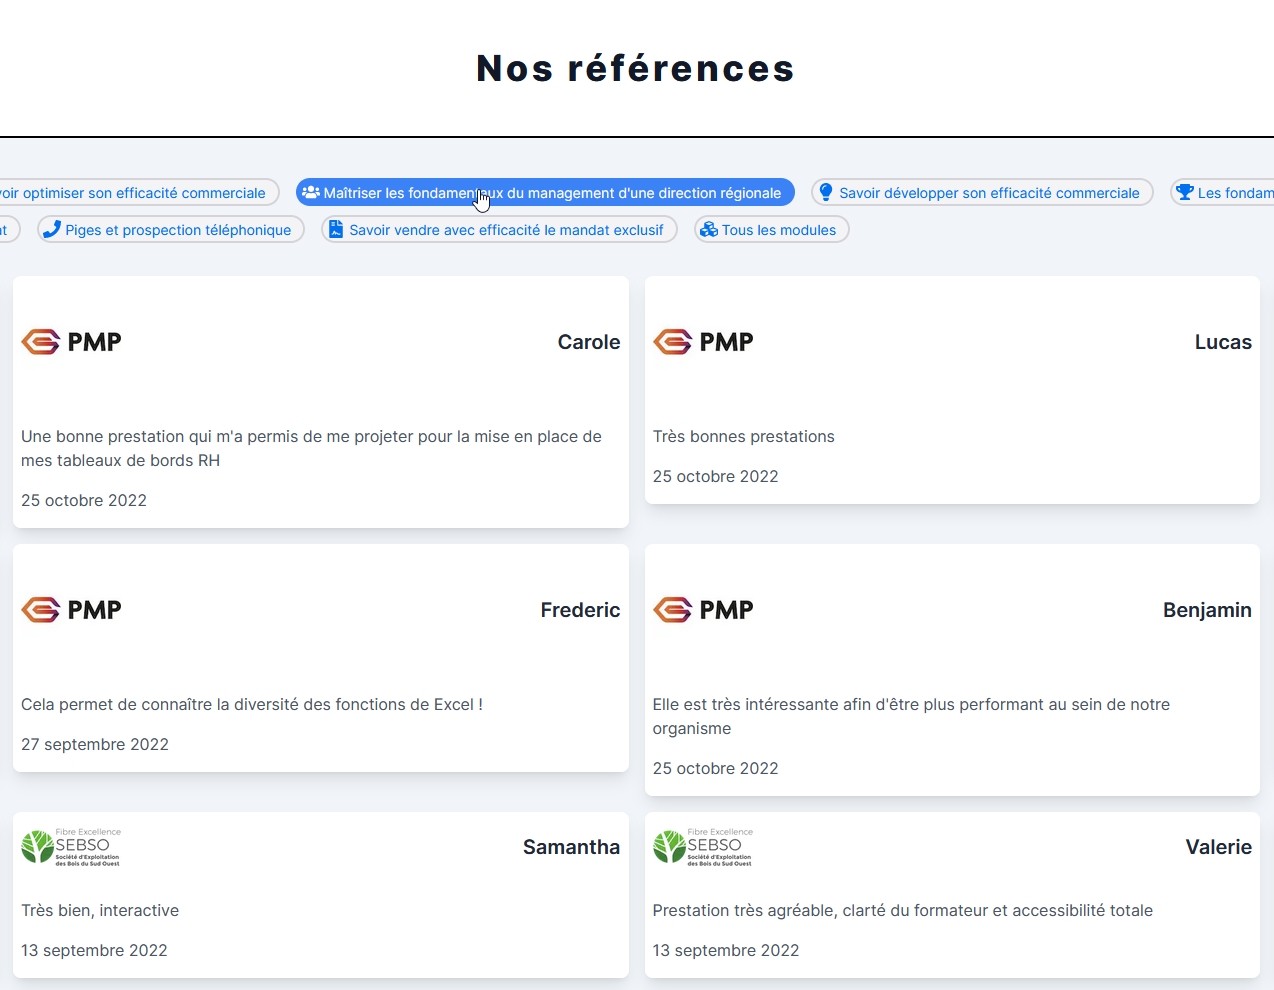 Nos références
oir optimiser son efficacité commerciale
Maîtriser les fondamentaux du management d'une direction régionale
Savoir développer son efficacité commerciale
Les fondam
nt
Piges et prospection téléphonique
Savoir vendre avec efficacité le mandat exclusif
Tous les modules
PMP
Carole
Une bonne prestation qui m'a permis de me projeter pour la mise en place de
mes tableaux de bords RH
25 octobre 2022
PMP
Lucas
Très bonnes prestations
25 octobre 2022
PMP
Frederic
Cela permet de connaître la diversité des fonctions de Excel !
27 septembre 2022
PMP
Benjamin
Elle est très intéressante afin d'être plus performant au sein de notre
organisme
25 octobre 2022
Fibre Excellence
SEBSO
Société d'Exploitation
des Bois du Sud Ouest
Samantha
Très bien, interactive
13 septembre 2022
Fibre Excellence
SEBSO
Société d'Exploitation
des Bois du Sud Ouest
Valerie
Prestation très agréable, clarté du formateur et accessibilité totale
13 septembre 2022